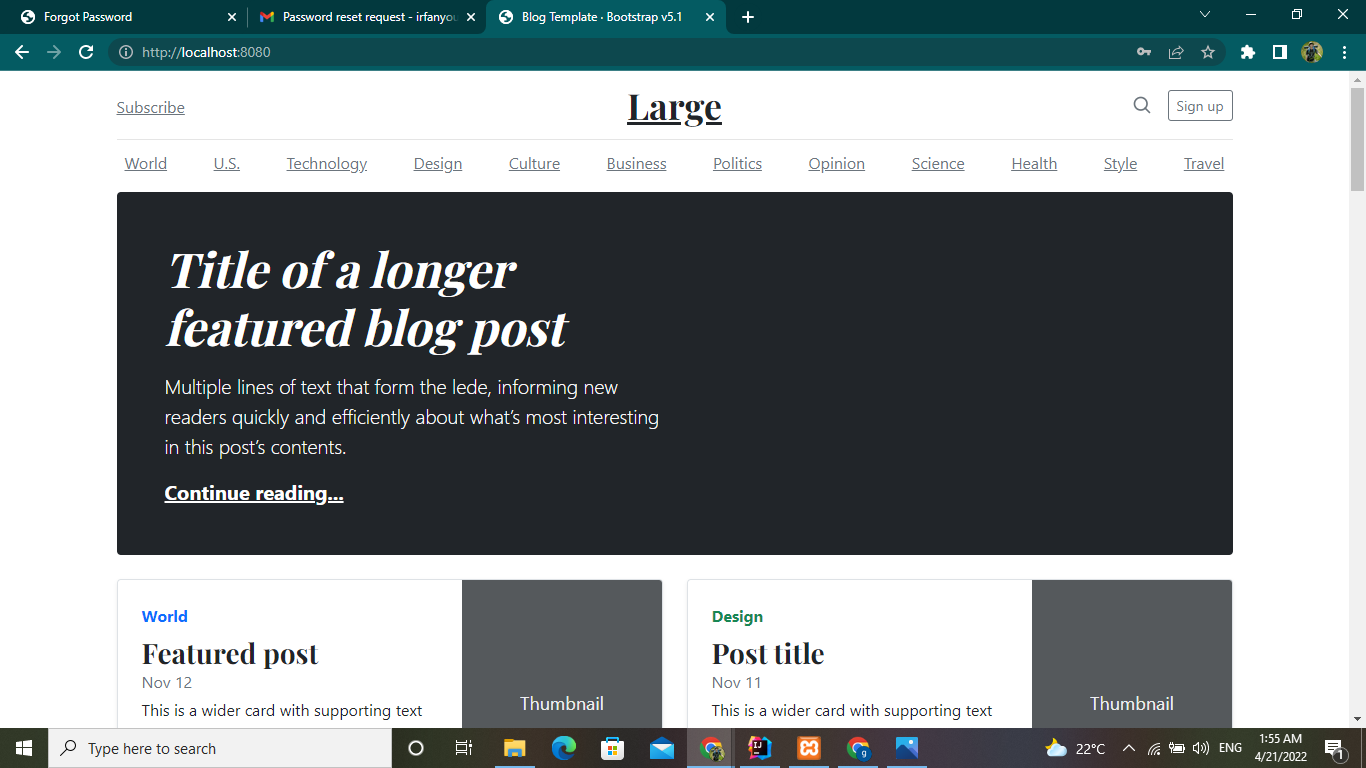 Forgot Password
Password reset request - irfanyou
Blog Template · Bootstrap v5.1
http://localhost:8080
Subscribe
Large
Sign up
World U.S. Technology Design Culture Business Politics Opinion Science Health Style Travel
Title of a longer
featured blog post
Multiple lines of text that form the lede, informing new
readers quickly and efficiently about what’s most interesting
in this post’s contents.
Continue reading...
World
Featured post
Nov 12
This is a wider card with supporting text
Thumbnail
Design
Post title
Nov 11
This is a wider card with supporting text
Thumbnail
Type here to search
22°C
ENG
1:55 AM
4/21/2022
1